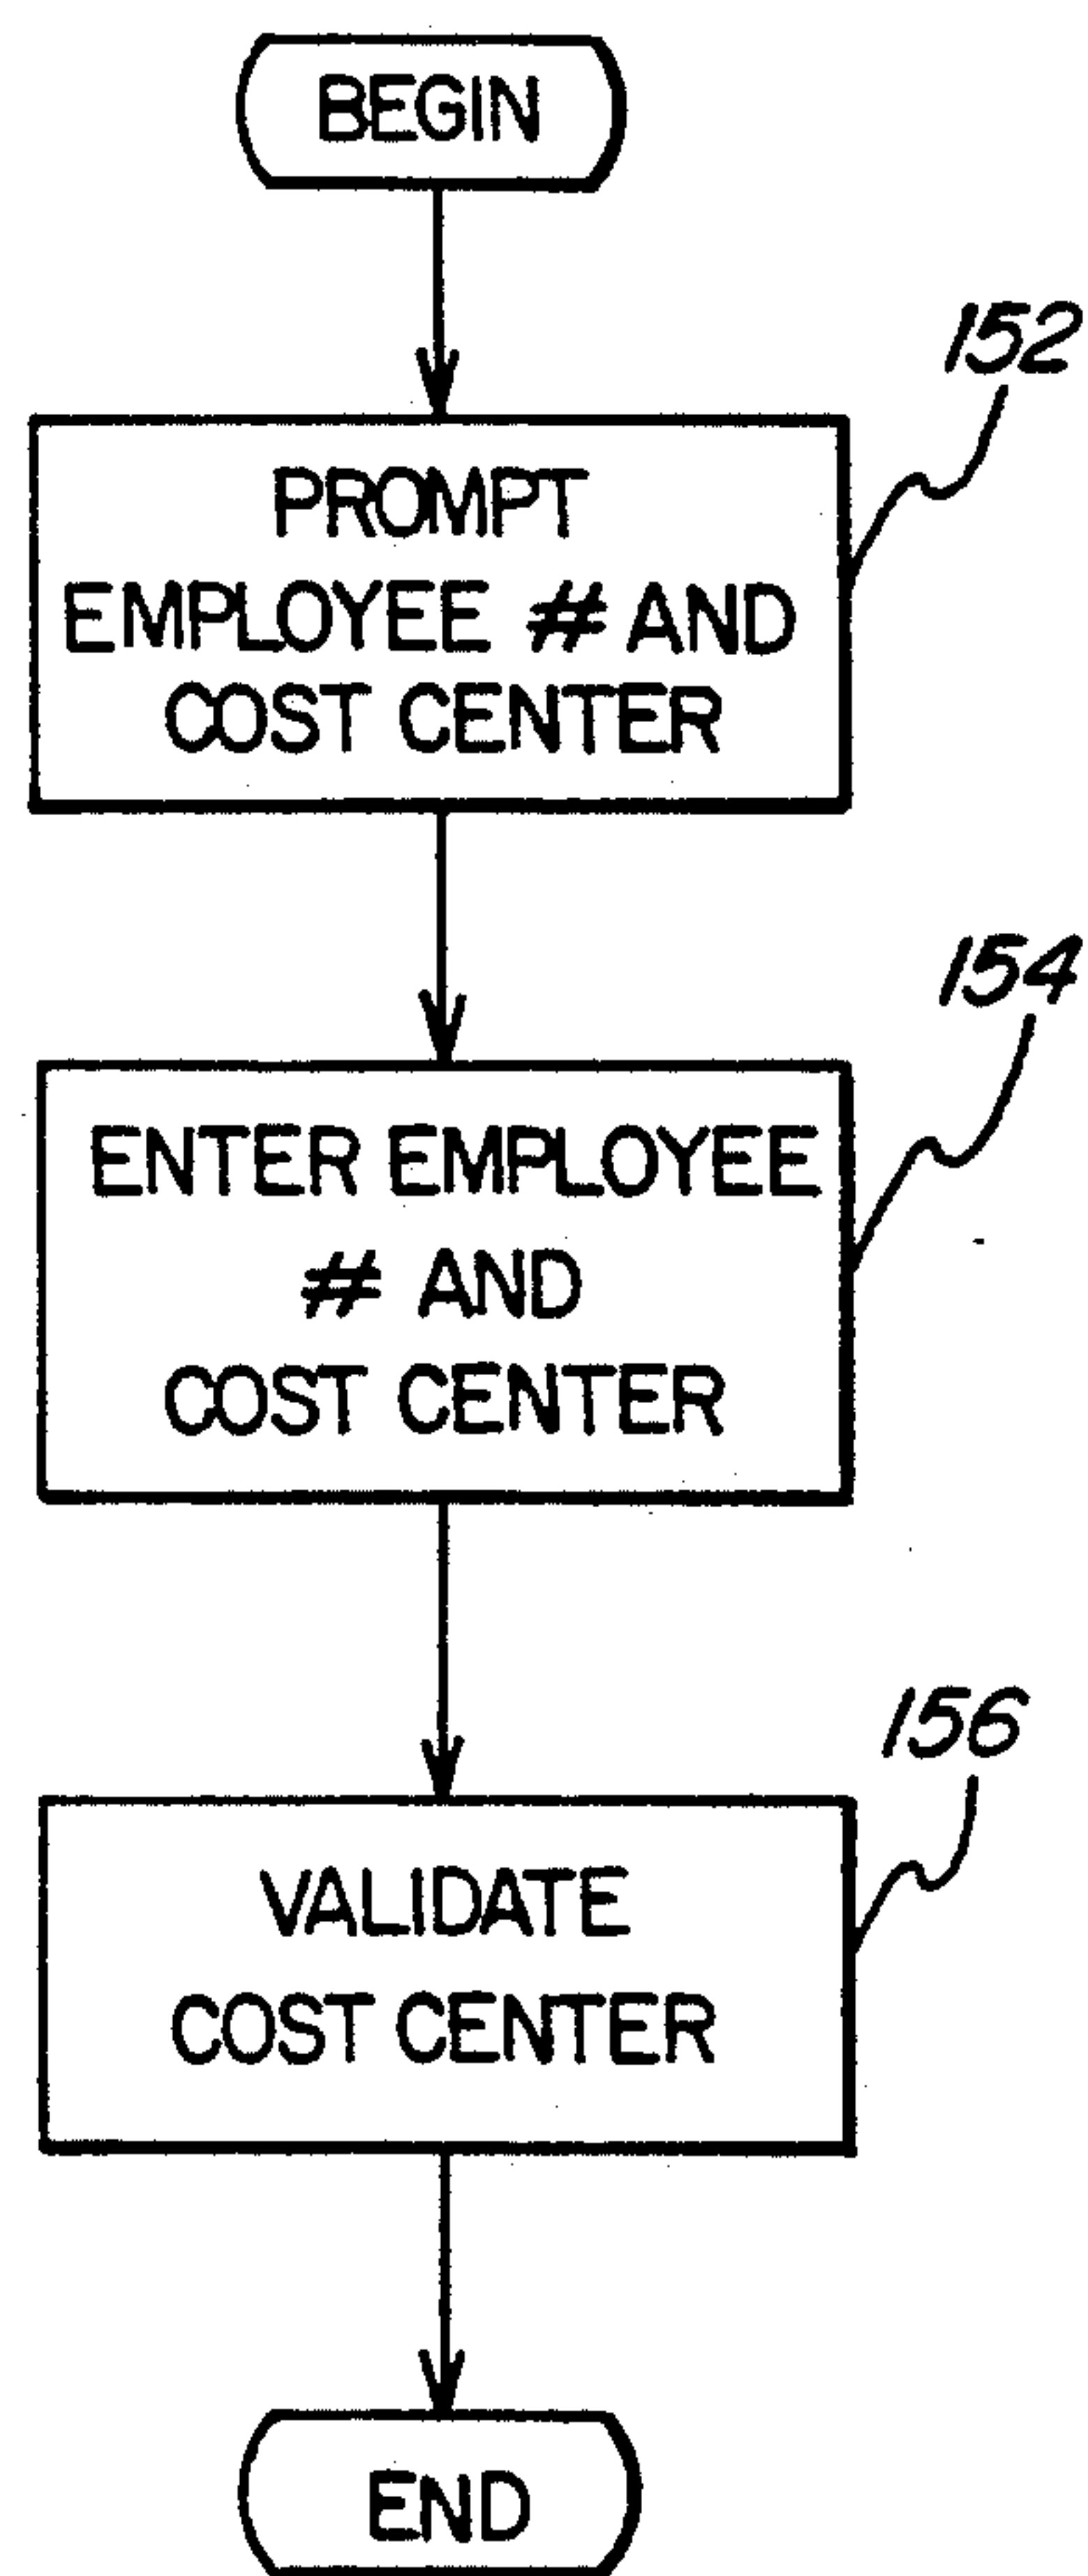 BEGIN
152
PROMPT
EMPLOYEE # AND
COST CENTER
154
ENTER EMPLOYEE
# AND
COST CENTER
156
VALIDATE
COST CENTER
END